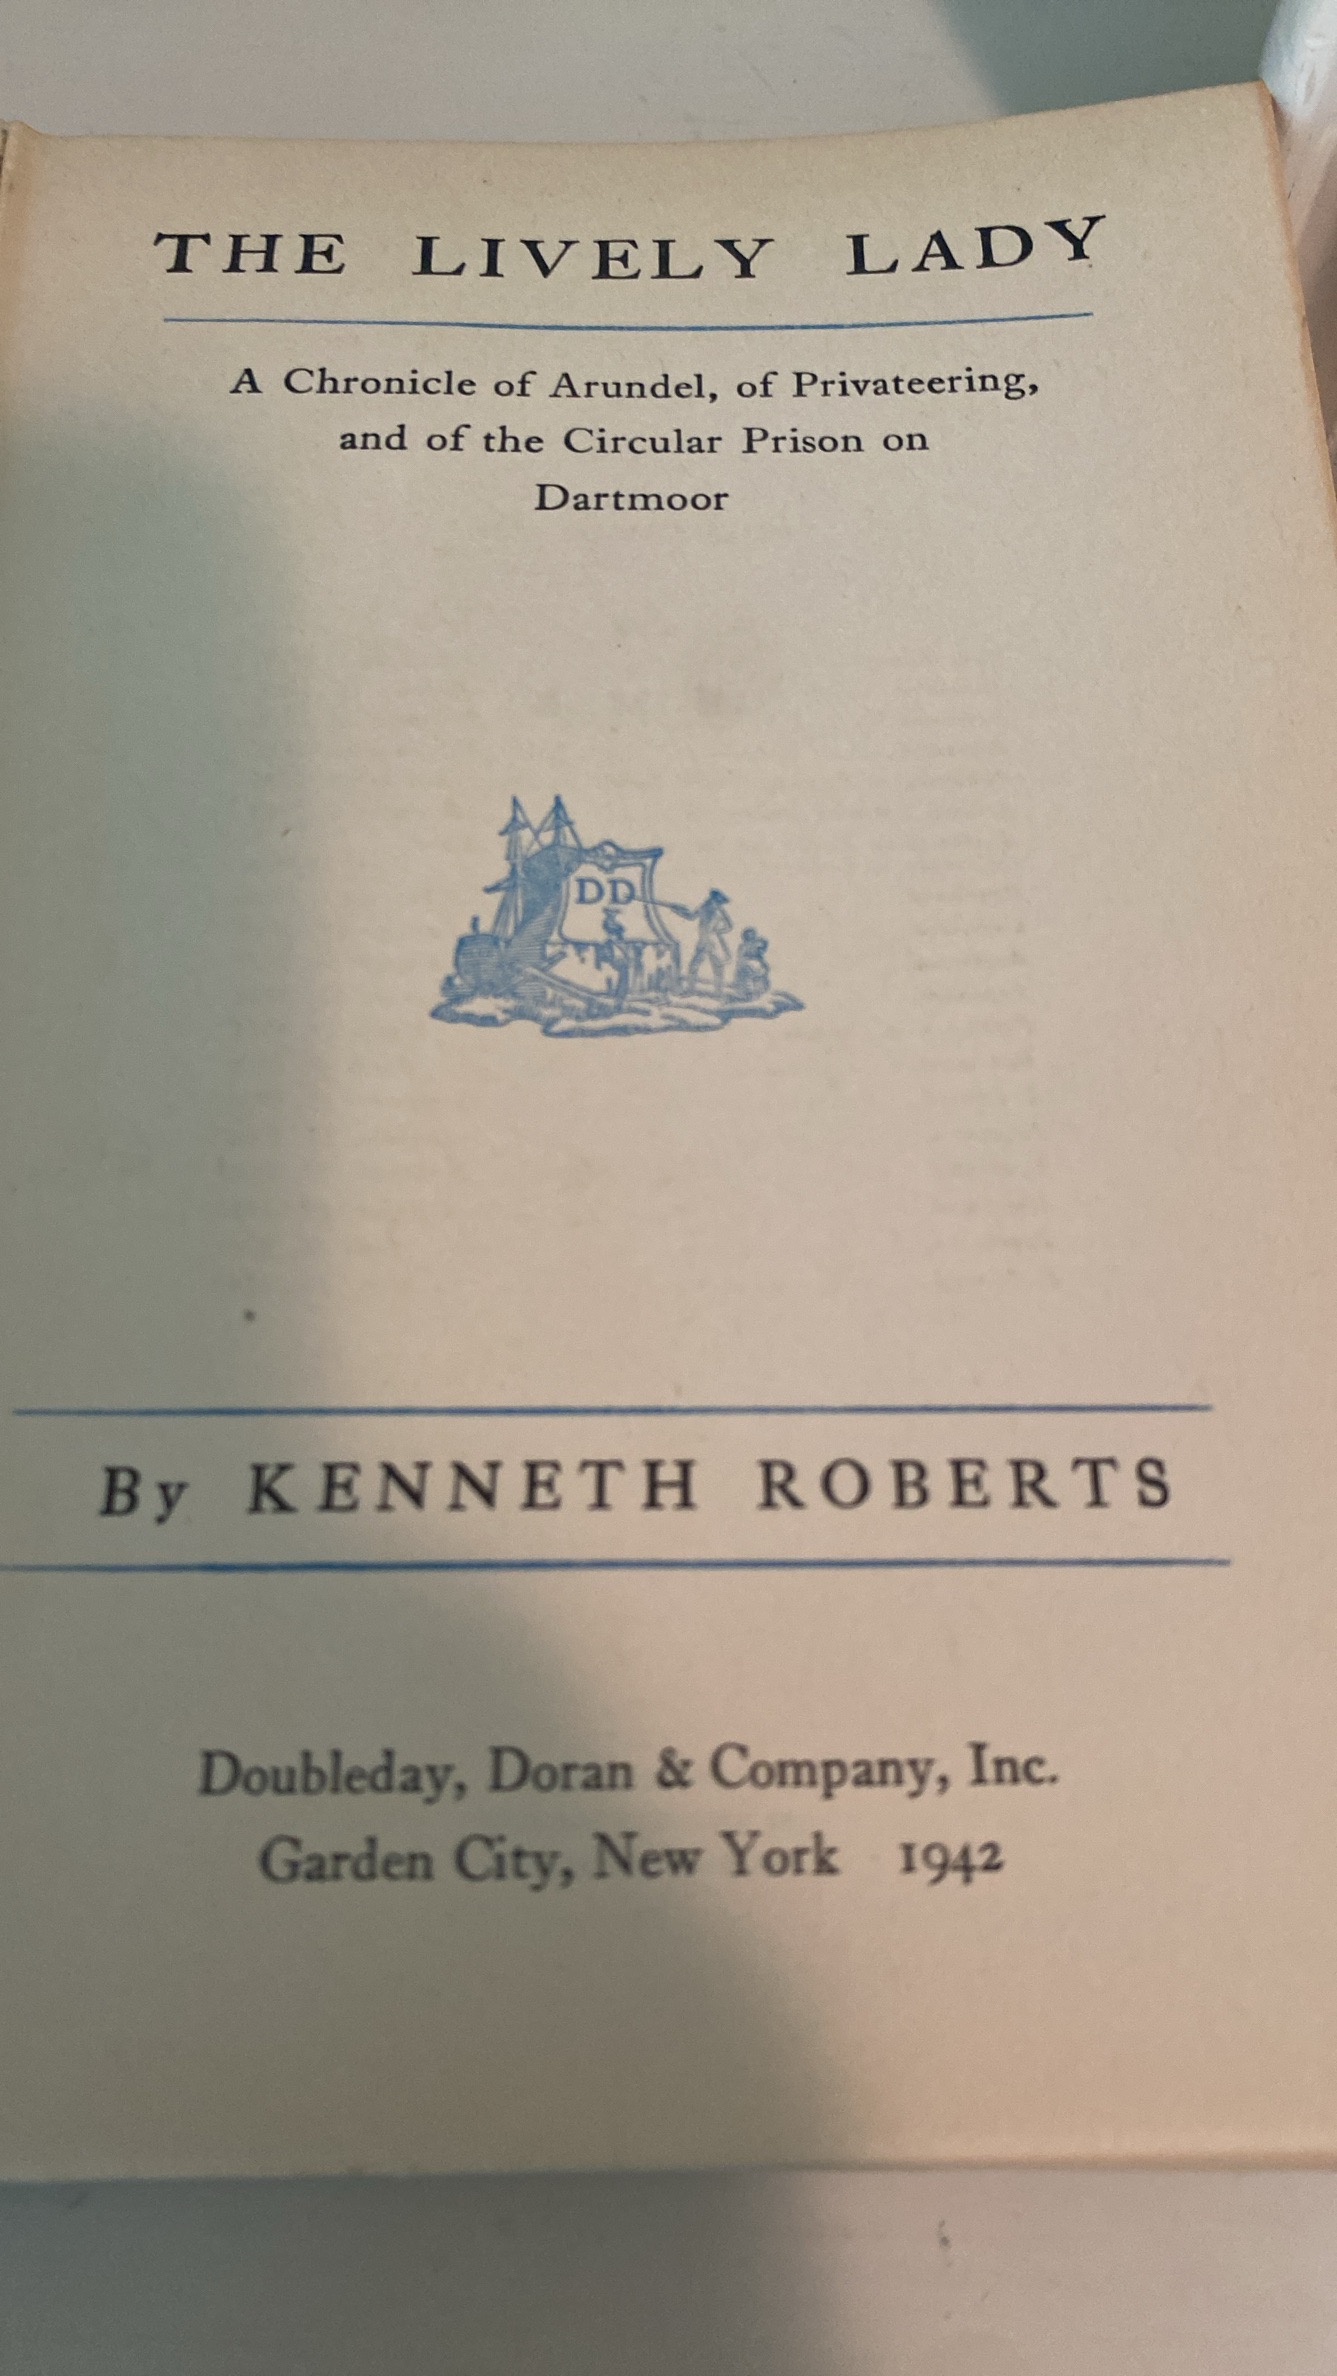 THE LIVELY LADY
A Chronicle of Arundel, of Privateering,
and of the Circular Prison on
Dartmoor
DD
&
By KENNETH ROBERTS
Doubleday, Doran & Company, Inc.
Garden City, New York 1942